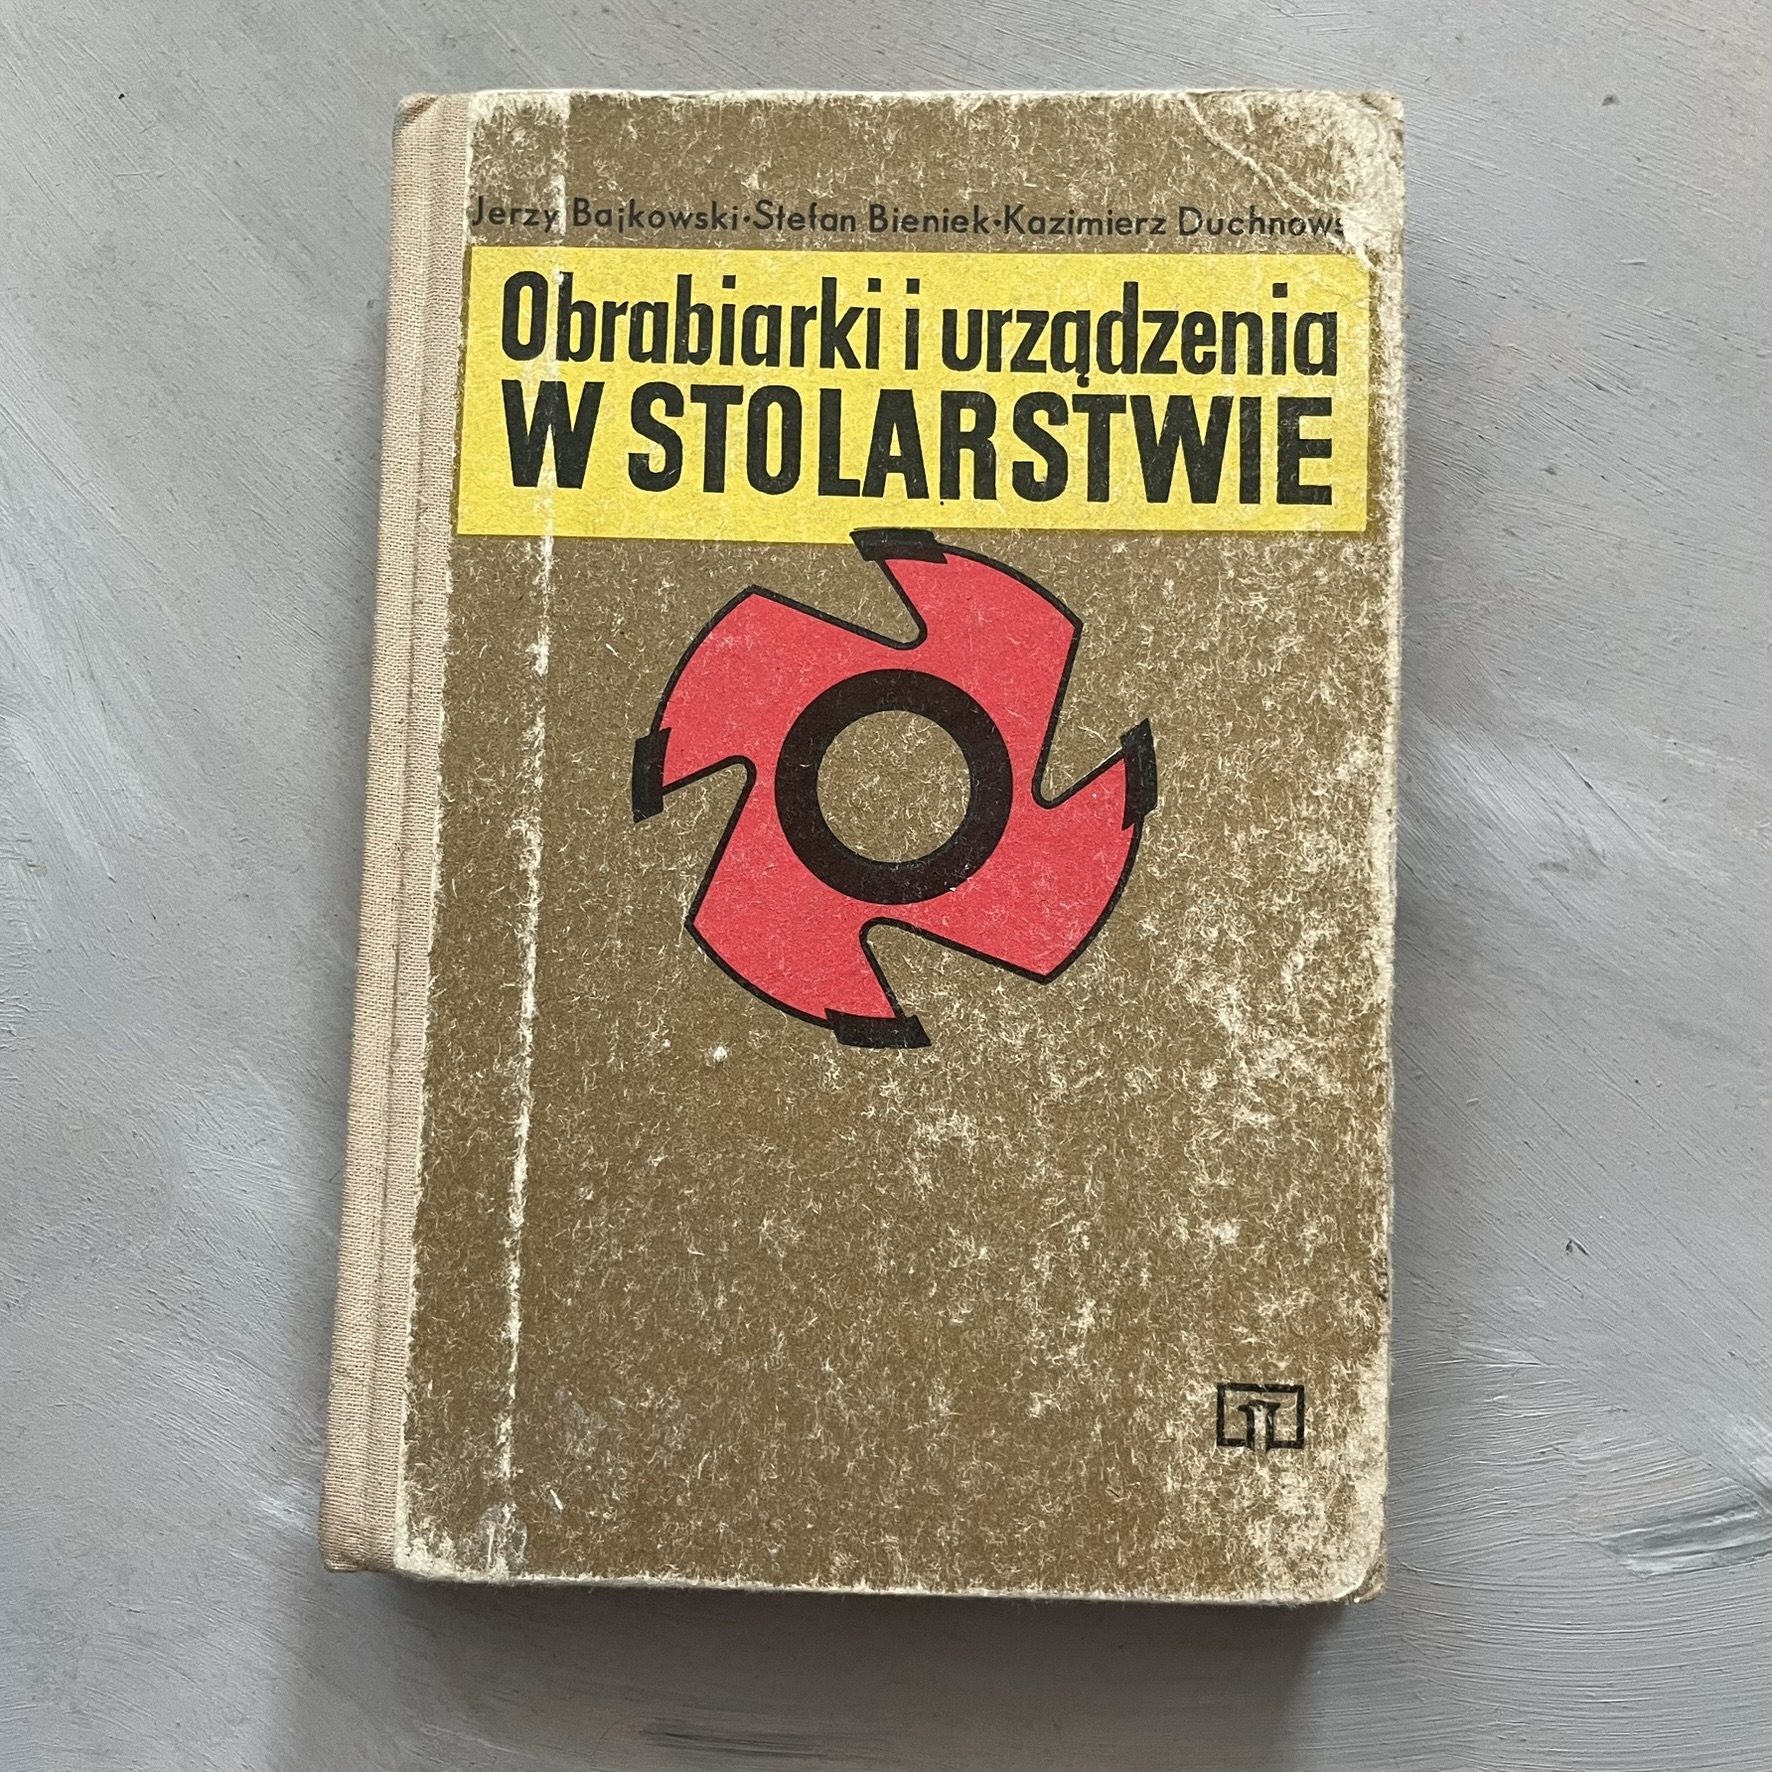 Jerzy Bajkowski·Stefan Bieniek·Kazimierz Duchnows
Obrabiarki i urządzenia
W STOLARSTWIE